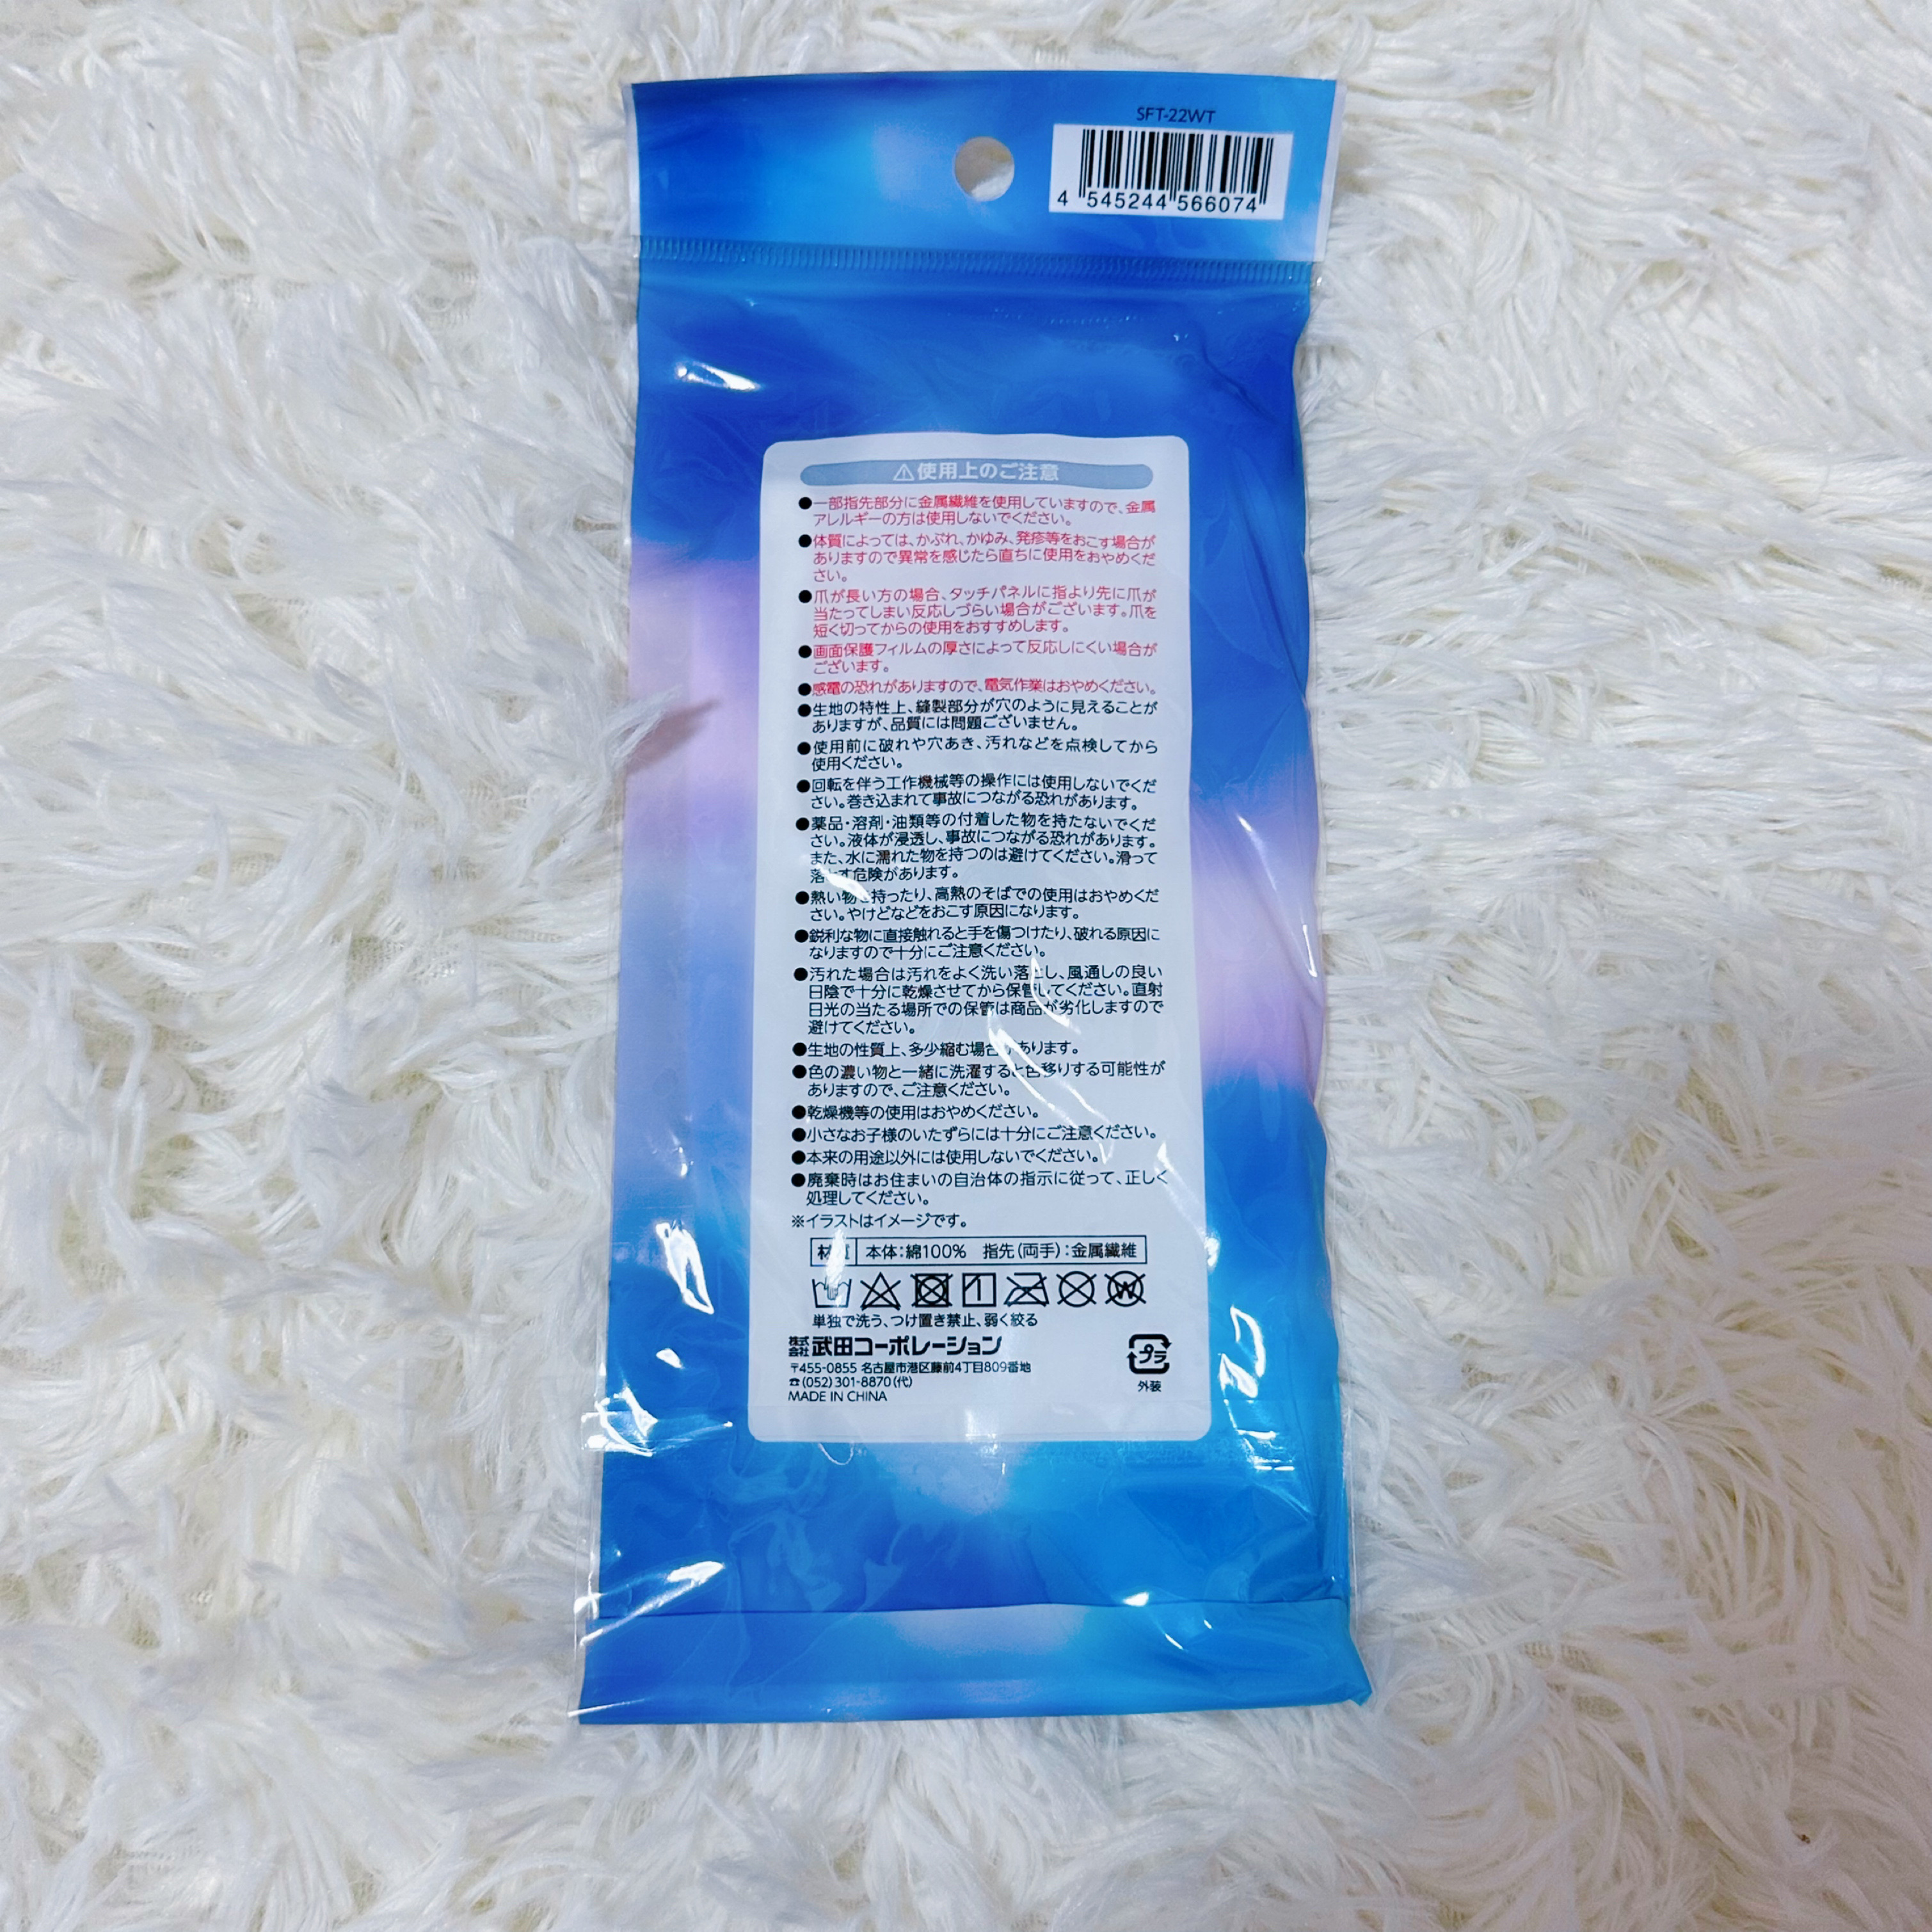 SFT-22WT
4 545244 566074
⚠使用上のご注意
●一部指先部分に金属繊維を使用していますので、金属
アレルギーの方は使用しないでください。
●体質によっては、かぶれ、かゆみ、発疹等をおこす場合が
ありますので異常を感じたら直ちに使用をおやめくだ
さい。
●爪が長い方の場合、タッチパネルに指より先に爪が
当たってしまい反応しづらい場合がございます。爪を
短く切ってからの使用をおすすめします。
●画面保護フィルムの厚さによって反応しにくい場合が
ございます。
●感電の恐れがありますので、電気作業はおやめください。
●生地の特性上、縫製部分が穴のように見えることが
ありますが、品質には問題ございません。
●使用前に破れや穴あき、汚れなどを点検してから
使用ください。
●回転を伴う工作機械等の操作には使用しないでくだ
さい。巻き込まれて事故につながる恐れがあります。
●薬品・溶剤・油類等の付着した物を持たないでくだ
さい。液体が浸透し、事故につながる恐れがあります。
また、水に濡れた物を持つのは避けてください。滑って
落とす危険があります。
●熱い物を持ったり、高熱のそばでの使用はおやめくだ
さい。やけどなどをおこす原因になります。
●鋭利な物に直接触れると手を傷つけたり、破れる原因に
なりますので十分にご注意ください。
●汚れた場合は汚れをよく洗い落とし、風通しの良い
日陰で十分に乾燥させてから保管してください。直射
日光の当たる場所での保管は商品が劣化しますので
避けてください。
●生地の性質上、多少縮む場合があります。
●色の濃い物と一緒に洗濯すると色移りする可能性が
ありますので、ご注意ください。
●乾燥機等の使用はおやめください。
●小さなお子様のいたずらには十分にご注意ください。
●本来の用途以外には使用しないでください。
●廃棄時はお住まいの自治体の指示に従って、正しく
処理してください。
※イラストはイメージです。
材質 本体：綿100% 指先（両手）：金属繊維
W
単独で洗う、つけ置き禁止、弱く絞る
株式会社 武田コーポレーション
〒455-0855 名古屋市港区藤前4丁目809番地
☎(052)301-8870(代)
MADE IN CHINA
プラ
外装